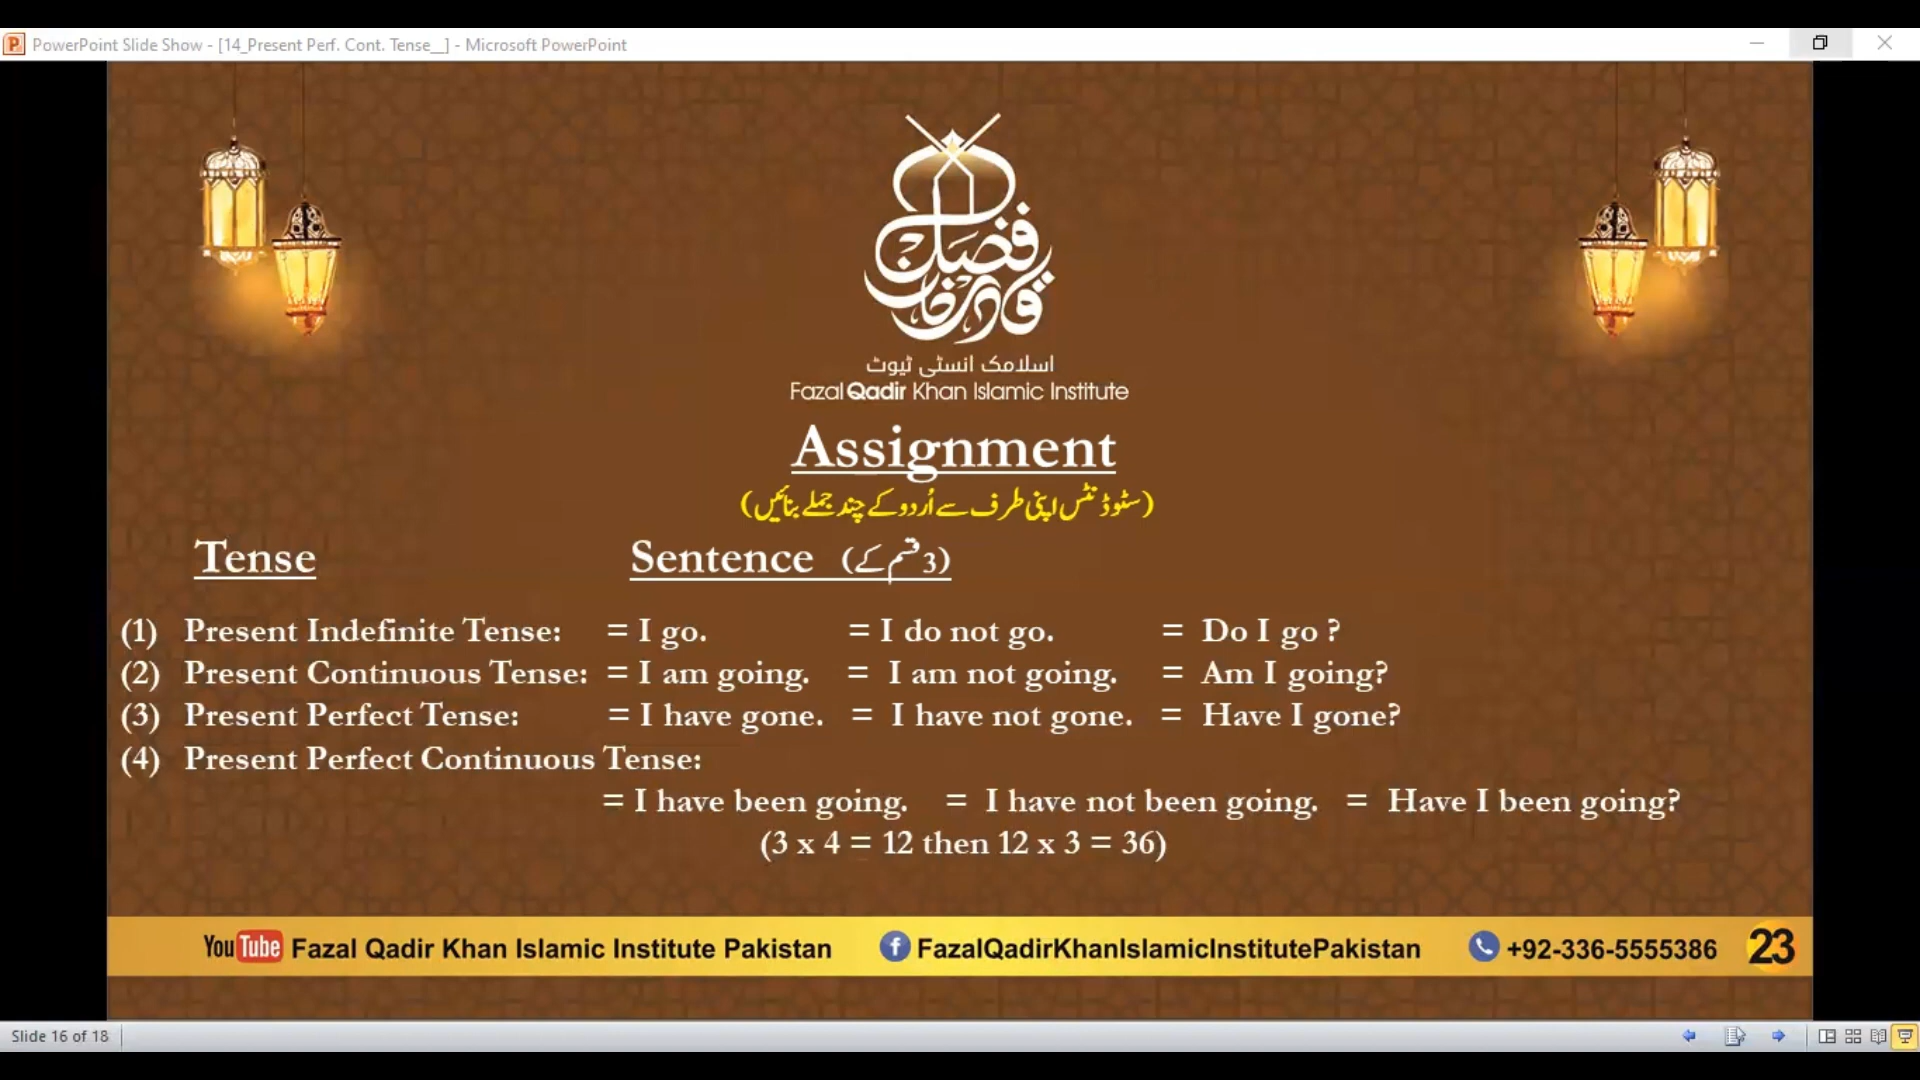 PowerPoint Slide Show - [14_Present Perf. Cont. Tense__] - Microsoft PowerPoint
فضل قادر خان
اسلامک انسٹی ٹیوٹ
Fazal Qadir Khan Islamic Institute
Assignment
(سٹوڈنٹس اپنی طرف سے اُردو کے چند جملے بنائیں)
Tense Sentence (3 قسم کے)
(1) Present Indefinite Tense: = I go. = I do not go. = Do I go ?
(2) Present Continuous Tense: = I am going. = I am not going. = Am I going?
(3) Present Perfect Tense: = I have gone. = I have not gone. = Have I gone?
(4) Present Perfect Continuous Tense:
= I have been going. = I have not been going. = Have I been going?
(3 x 4 = 12 then 12 x 3 = 36)
YouTube Fazal Qadir Khan Islamic Institute Pakistan f FazalQadirKhanIslamicInstitutePakistan +92-336-5555386 23
Slide 16 of 18